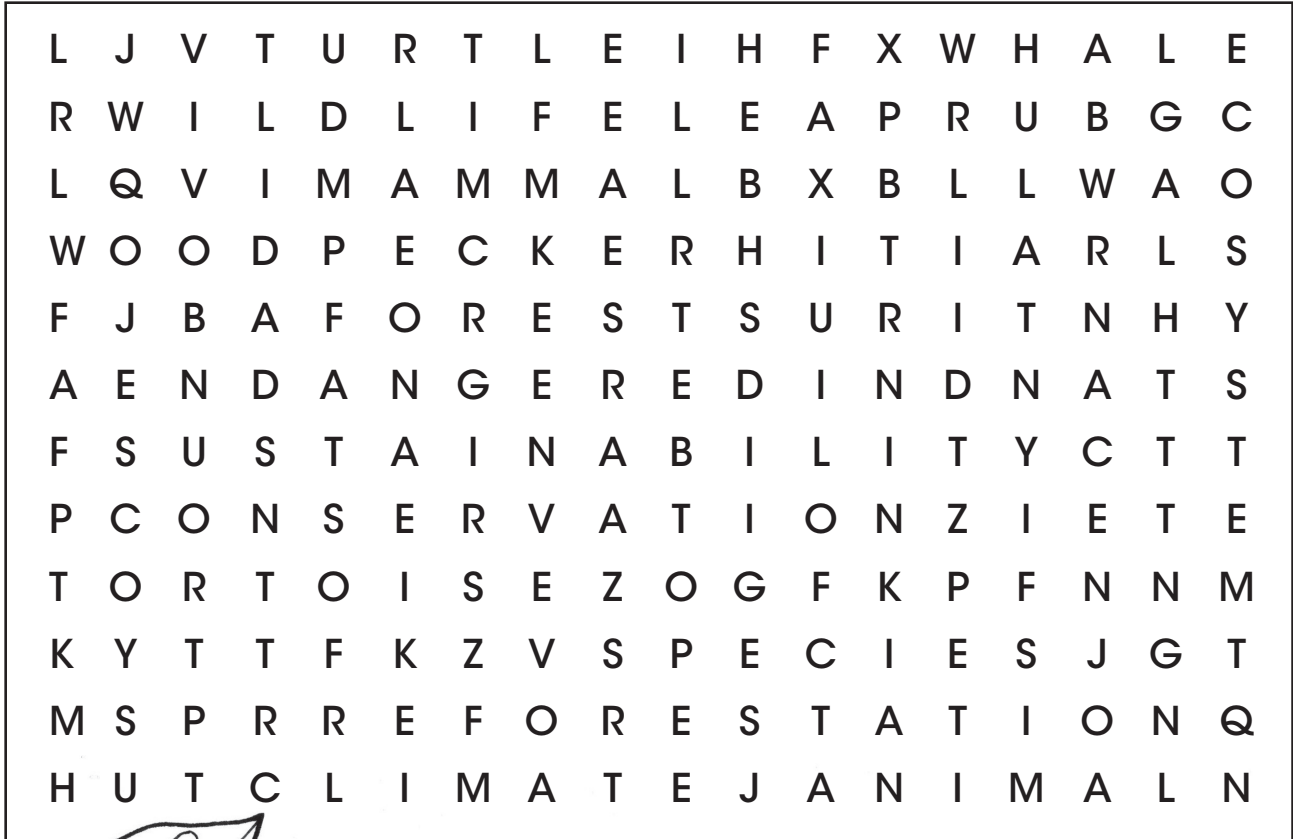 L J V T U R T L E I H F X W H A L E
R W I L D L I F E L E A P R U B G C
L Q V I M A M M A L B X B L L W A O
W O O D P E C K E R H I T I A R L S
F J B A F O R E S T S U R I T N H Y
A E N D A N G E R E D I N D N A T S
F S U S T A I N A B I L I T Y C T T
P C O N S E R V A T I O N Z I E T E
T O R T O I S E Z O G F K P F N N M
K Y T T F K Z V S P E C I E S J G T
M S P R R E F O R E S T A T I O N Q
H U T C L I M A T E J A N I M A L N